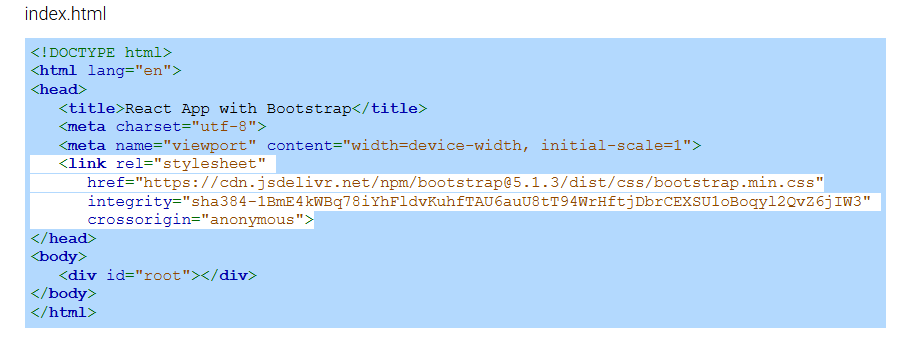 index.html
<!DOCTYPE html>
<html lang="en">
<head>
<title>React App with Bootstrap</title>
<meta charset="utf-8">
<meta name="viewport" content="width=device-width, initial-scale=1">
<link rel="stylesheet"
href="https://cdn.jsdelivr.net/npm/bootstrap@5.1.3/dist/css/bootstrap.min.css"
integrity="sha384-1BmE4kWBq78iYhFldvKuhfTAU6auU8tT94WrHftjDbrCEXSU1oBoqyl2QvZ6jIW3"
crossorigin="anonymous">
</head>
<body>
<div id="root"></div>
</body>
</html>